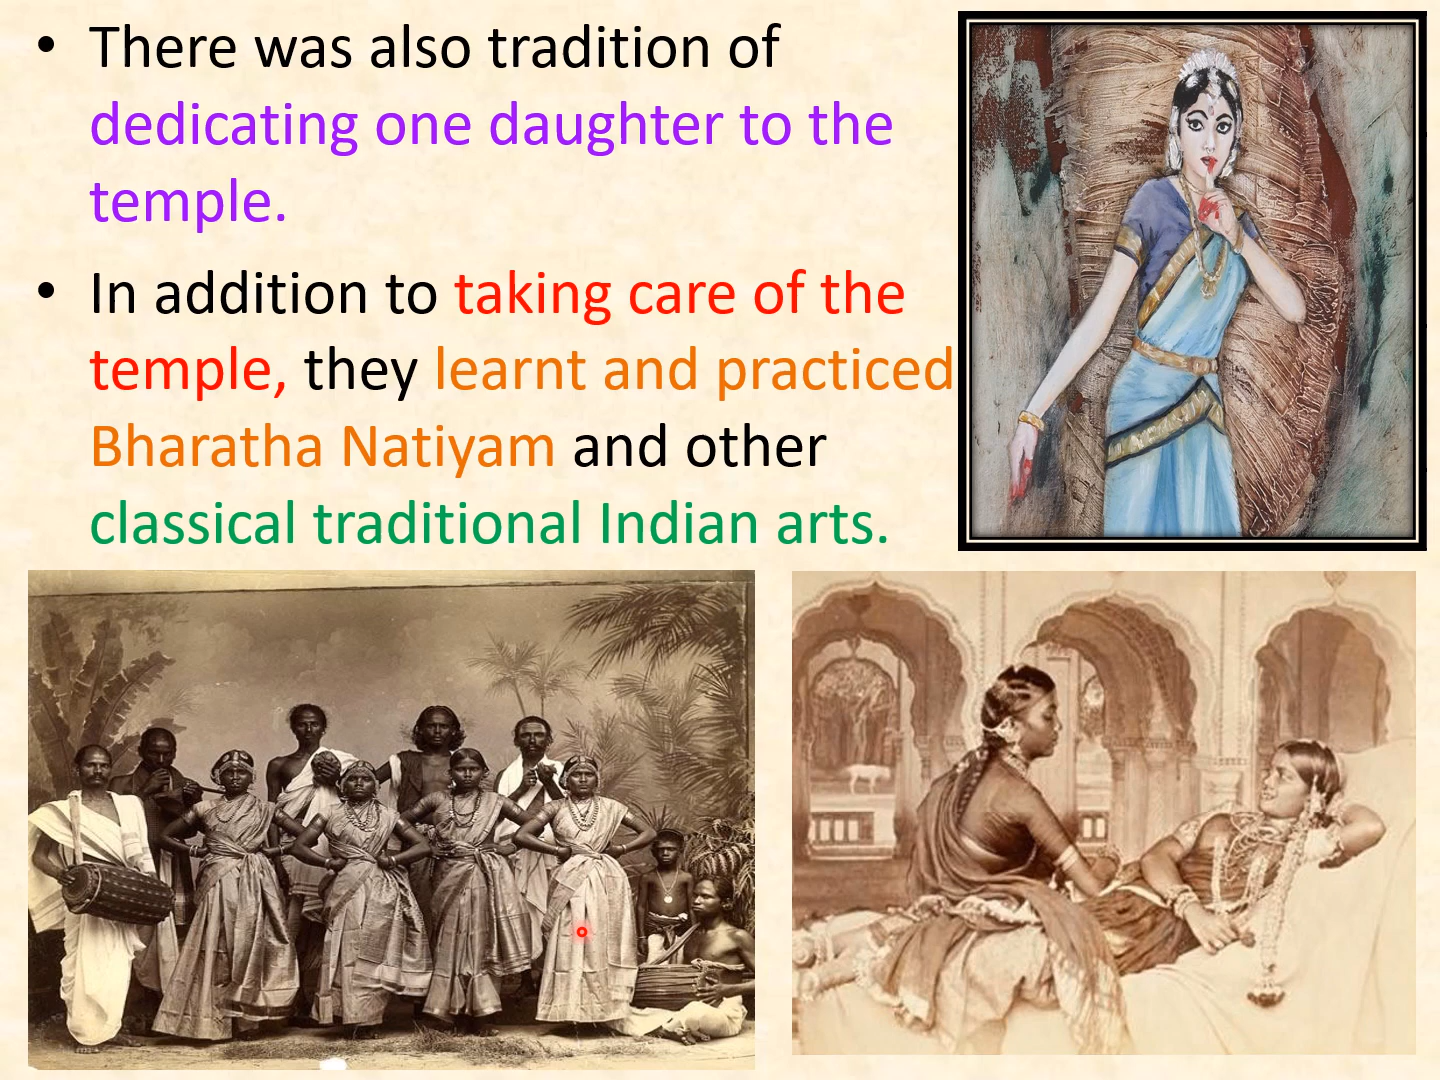 • There was also tradition of
dedicating one daughter to the
temple.
• In addition to taking care of the
temple, they learnt and practiced
Bharatha Natiyam and other
classical traditional Indian arts.